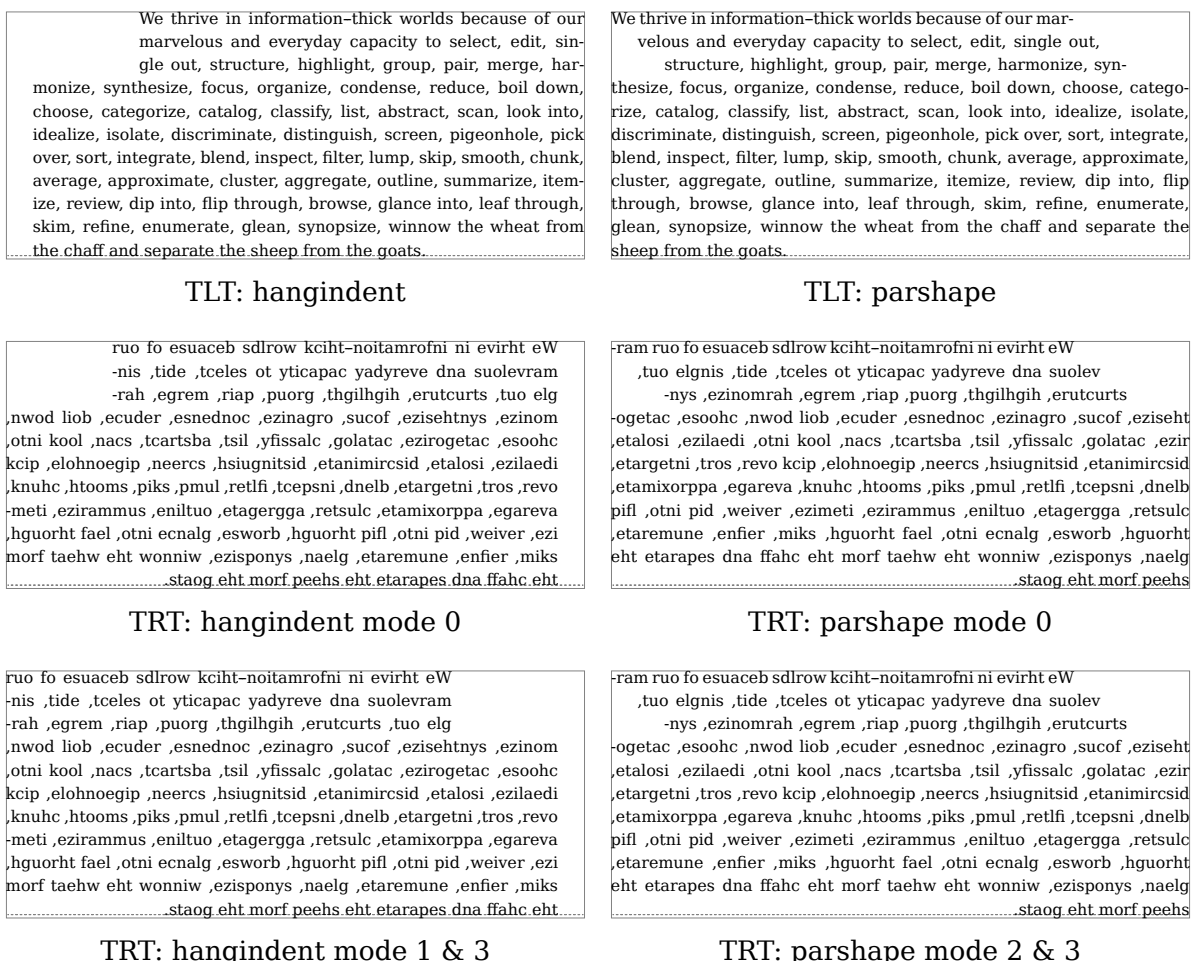 We thrive in information–thick worlds because of our
marvelous and everyday capacity to select, edit, sin-
gle out, structure, highlight, group, pair, merge, har-
monize, synthesize, focus, organize, condense, reduce, boil down,
choose, categorize, catalog, classify, list, abstract, scan, look into,
idealize, isolate, discriminate, distinguish, screen, pigeonhole, pick
over, sort, integrate, blend, inspect, filter, lump, skip, smooth, chunk,
average, approximate, cluster, aggregate, outline, summarize, item-
ize, review, dip into, flip through, browse, glance into, leaf through,
skim, refine, enumerate, glean, synopsize, winnow the wheat from
the chaff and separate the sheep from the goats.
TLT: hangindent
We thrive in information–thick worlds because of our mar-
velous and everyday capacity to select, edit, single out,
structure, highlight, group, pair, merge, harmonize, syn-
thesize, focus, organize, condense, reduce, boil down, choose, catego-
rize, catalog, classify, list, abstract, scan, look into, idealize, isolate,
discriminate, distinguish, screen, pigeonhole, pick over, sort, integrate,
blend, inspect, filter, lump, skip, smooth, chunk, average, approximate,
cluster, aggregate, outline, summarize, itemize, review, dip into, flip
through, browse, glance into, leaf through, skim, refine, enumerate,
glean, synopsize, winnow the wheat from the chaff and separate the
sheep from the goats.
TLT: parshape
ruo fo esuaceb sdlrow kciht–noitamrofni ni evirht eW
-nis ,tide ,tceles ot yticapac yadyreve dna suolevram
-rah ,egrem ,riap ,puorg ,thgilhgih ,erutcurts ,tuo elg
,nwod liob ,ecuder ,esnednoc ,ezinagro ,sucof ,ezisehtnys ,ezinom
,otni kool ,nacs ,tcartsba ,tsil ,yfissalc ,golatac ,ezirogetac ,esoohc
kcip ,elohnoegip ,neercs ,hsiugnitsid ,etanimircsid ,etalosi ,ezilaedi
,knuhc ,htooms ,piks ,pmul ,retlfi ,tcepsni ,dnelb ,etargetni ,tros ,revo
-meti ,ezirammus ,eniltuo ,etagergga ,retsulc ,etamixorppa ,egareva
,hguorht fael ,otni ecnalg ,esworb ,hguorht pifl ,otni pid ,weiver ,ezi
morf taehw eht wonniw ,ezisponys ,naelg ,etaremune ,enfier ,miks
.staog eht morf peehs eht etarapes dna ffahc eht
TRT: hangindent mode 0
-ram ruo fo esuaceb sdlrow kciht–noitamrofni ni evirht eW
,tuo elgnis ,tide ,tceles ot yticapac yadyreve dna suolev
-nys ,ezinomrah ,egrem ,riap ,puorg ,thgilhgih ,erutcurts
-ogetac ,esoohc ,nwod liob ,ecuder ,esnednoc ,ezinagro ,sucof ,eziseht
,etalosi ,ezilaedi ,otni kool ,nacs ,tcartsba ,tsil ,yfissalc ,golatac ,ezir
,etargetni ,tros ,revo kcip ,elohnoegip ,neercs ,hsiugnitsid ,etanimircsid
,etamixorppa ,egareva ,knuhc ,htooms ,piks ,pmul ,retlfi ,tcepsni ,dnelb
pifl ,otni pid ,weiver ,ezimeti ,ezirammus ,eniltuo ,etagergga ,retsulc
,etaremune ,enfier ,miks ,hguorht fael ,otni ecnalg ,esworb ,hguorht
eht etarapes dna ffahc eht morf taehw eht wonniw ,ezisponys ,naelg
.staog eht morf peehs
TRT: parshape mode 0
ruo fo esuaceb sdlrow kciht–noitamrofni ni evirht eW
-nis ,tide ,tceles ot yticapac yadyreve dna suolevram
-rah ,egrem ,riap ,puorg ,thgilhgih ,erutcurts ,tuo elg
,nwod liob ,ecuder ,esnednoc ,ezinagro ,sucof ,ezisehtnys ,ezinom
,otni kool ,nacs ,tcartsba ,tsil ,yfissalc ,golatac ,ezirogetac ,esoohc
kcip ,elohnoegip ,neercs ,hsiugnitsid ,etanimircsid ,etalosi ,ezilaedi
,knuhc ,htooms ,piks ,pmul ,retlfi ,tcepsni ,dnelb ,etargetni ,tros ,revo
-meti ,ezirammus ,eniltuo ,etagergga ,retsulc ,etamixorppa ,egareva
,hguorht fael ,otni ecnalg ,esworb ,hguorht pifl ,otni pid ,weiver ,ezi
morf taehw eht wonniw ,ezisponys ,naelg ,etaremune ,enfier ,miks
.staog eht morf peehs eht etarapes dna ffahc eht
TRT: hangindent mode 1 & 3
-ram ruo fo esuaceb sdlrow kciht–noitamrofni ni evirht eW
,tuo elgnis ,tide ,tceles ot yticapac yadyreve dna suolev
-nys ,ezinomrah ,egrem ,riap ,puorg ,thgilhgih ,erutcurts
-ogetac ,esoohc ,nwod liob ,ecuder ,esnednoc ,ezinagro ,sucof ,eziseht
,etalosi ,ezilaedi ,otni kool ,nacs ,tcartsba ,tsil ,yfissalc ,golatac ,ezir
,etargetni ,tros ,revo kcip ,elohnoegip ,neercs ,hsiugnitsid ,etanimircsid
,etamixorppa ,egareva ,knuhc ,htooms ,piks ,pmul ,retlfi ,tcepsni ,dnelb
pifl ,otni pid ,weiver ,ezimeti ,ezirammus ,eniltuo ,etagergga ,retsulc
,etaremune ,enfier ,miks ,hguorht fael ,otni ecnalg ,esworb ,hguorht
eht etarapes dna ffahc eht morf taehw eht wonniw ,ezisponys ,naelg
.staog eht morf peehs
TRT: parshape mode 2 & 3